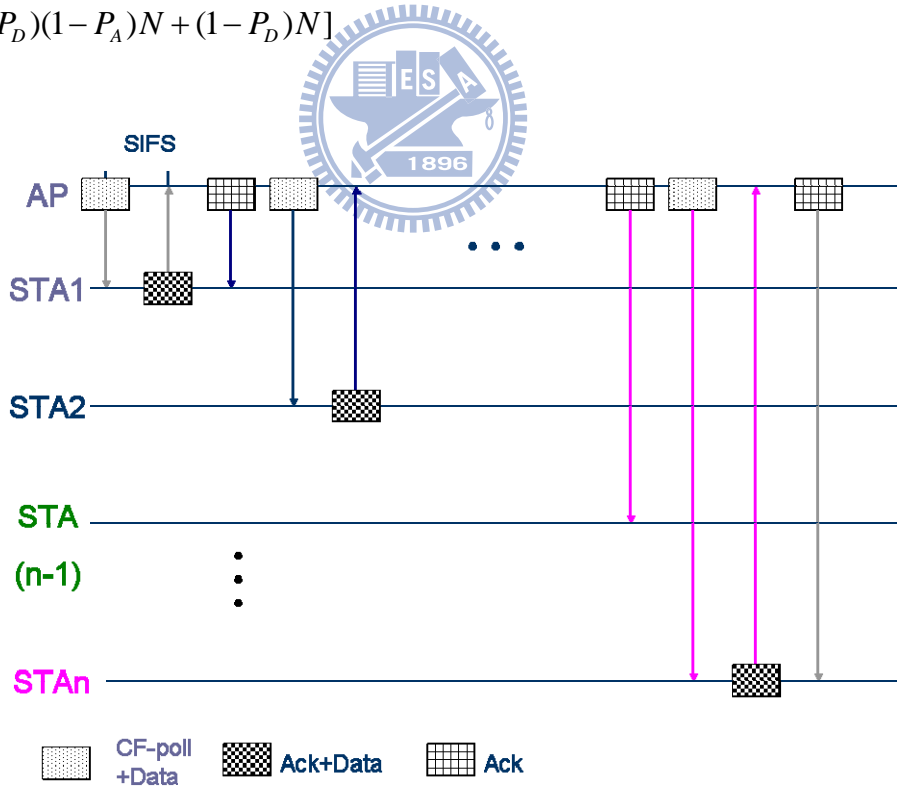 P_D)(1-P_A)N+(1-P_D)N]
E S A
1896
SIFS
AP
• • •
STA1
STA2
STA
(n-1)
STAn
CF-poll
+Data
Ack+Data
Ack